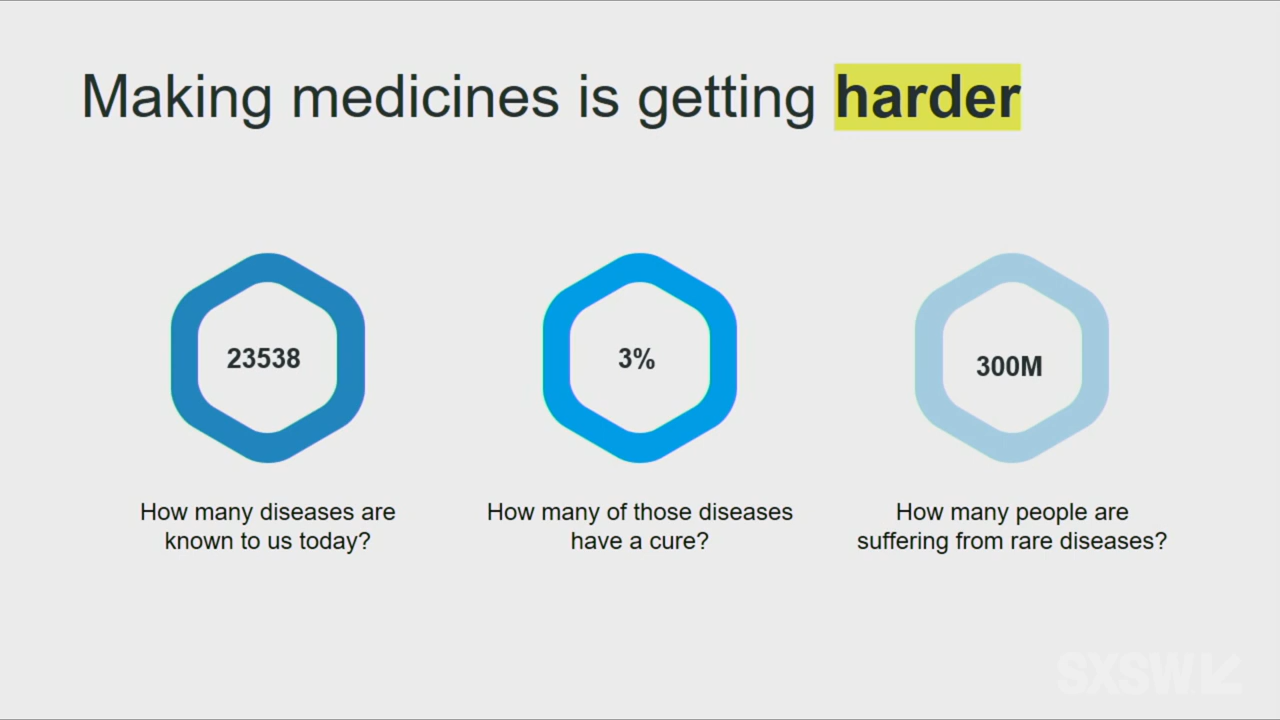 Making medicines is getting harder
23538
3%
300M
How many diseases are
known to us today?
How many of those diseases
have a cure?
How many people are
suffering from rare diseases?
SXSW